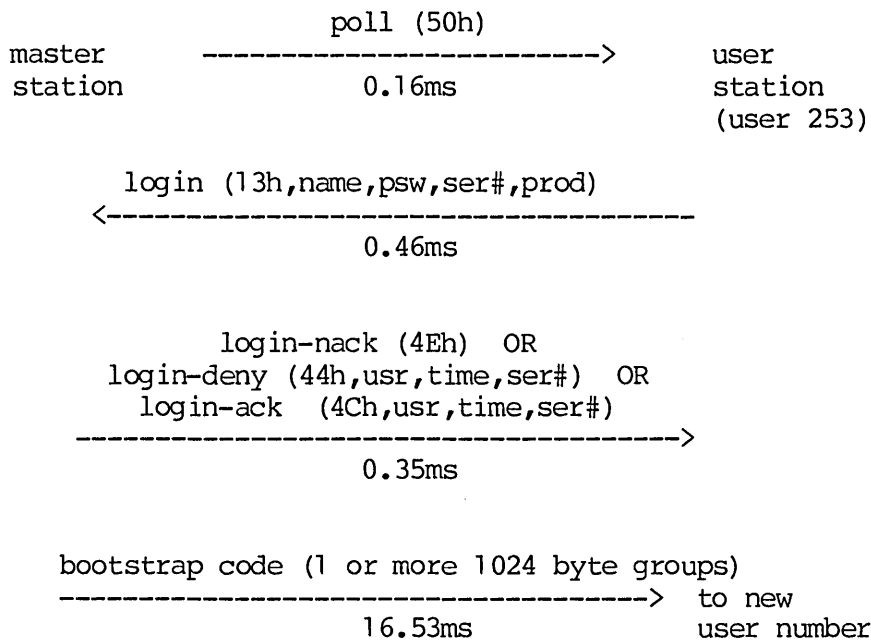 poll (50h)
master -----------------------> user
station 0.16ms station
(user 253)
login (13h,name,psw,ser#,prod)
<-----------------------------------
0.46ms
login-nack (4Eh) OR
login-deny (44h,usr,time,ser#) OR
login-ack (4Ch,usr,time,ser#)
----------------------------------->
0.35ms
bootstrap code (1 or more 1024 byte groups)
----------------------------------> to new
16.53ms user number